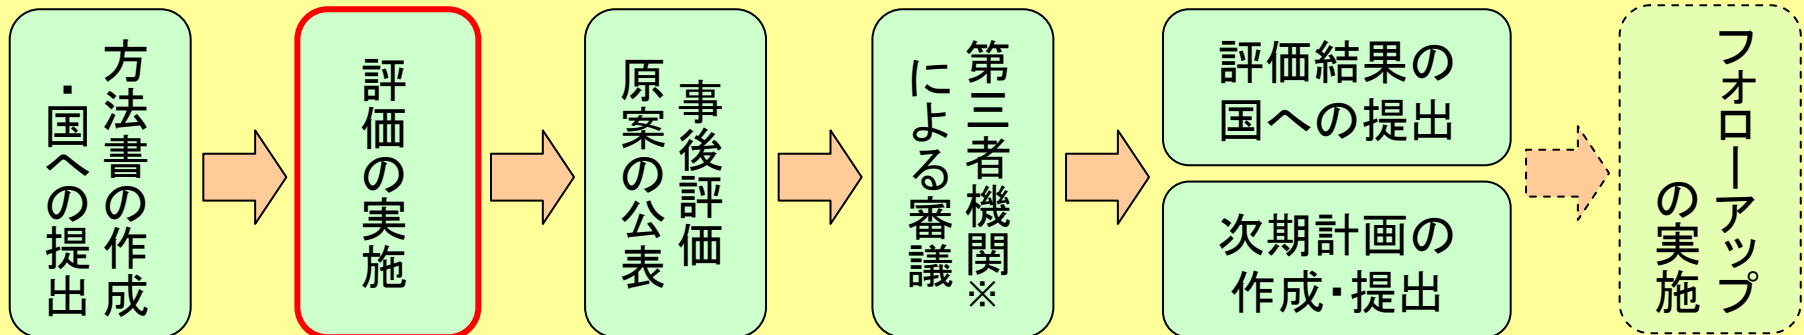 方法書の作成
・国への提出
評価の実施
事後評価
原案の公表
第三者機関※
による審議
評価結果の
国への提出
次期計画の
作成・提出
フォローアップ
の実施